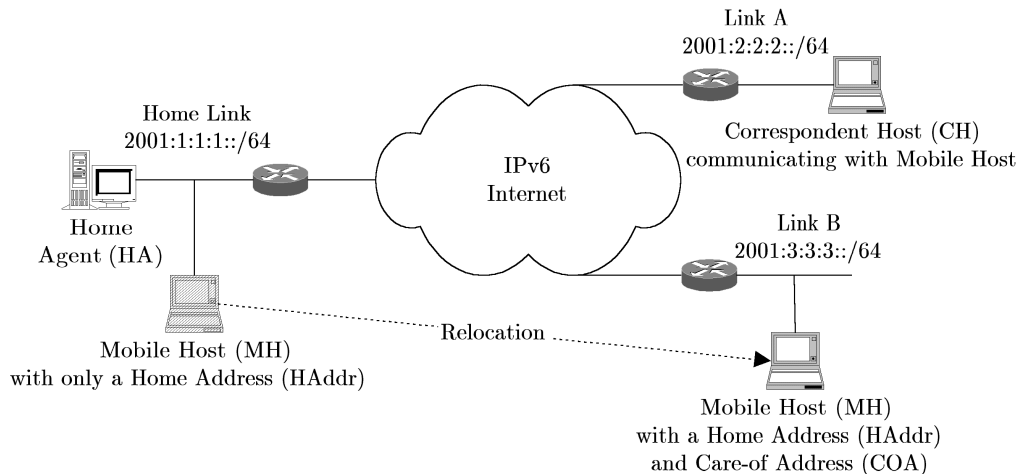 Link A
2001:2:2:2::/64
Home Link
2001:1:1:1::/64
Correspondent Host (CH)
communicating with Mobile Host
IPv6
Internet
Home
Agent (HA)
Link B
2001:3:3:3::/64
Relocation
Mobile Host (MH)
with only a Home Address (HAddr)
Mobile Host (MH)
with a Home Address (HAddr)
and Care-of Address (COA)